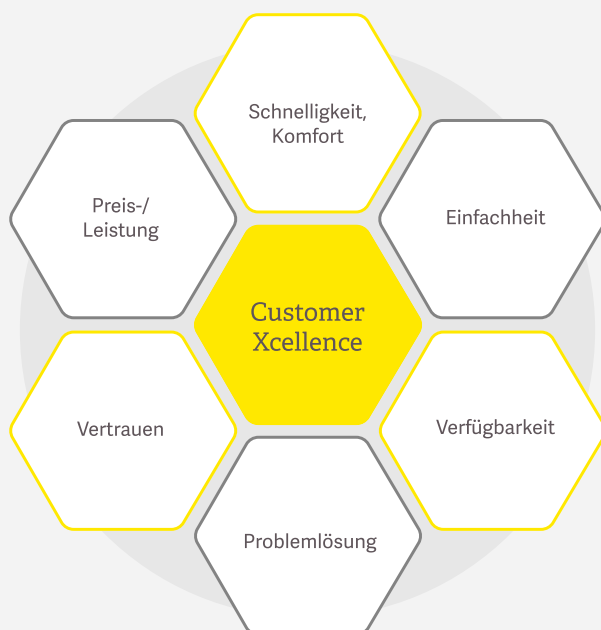 Schnelligkeit,
Komfort
Preis-/
Leistung
Einfachheit
Customer
Xcellence
Vertrauen
Verfügbarkeit
Problemlösung